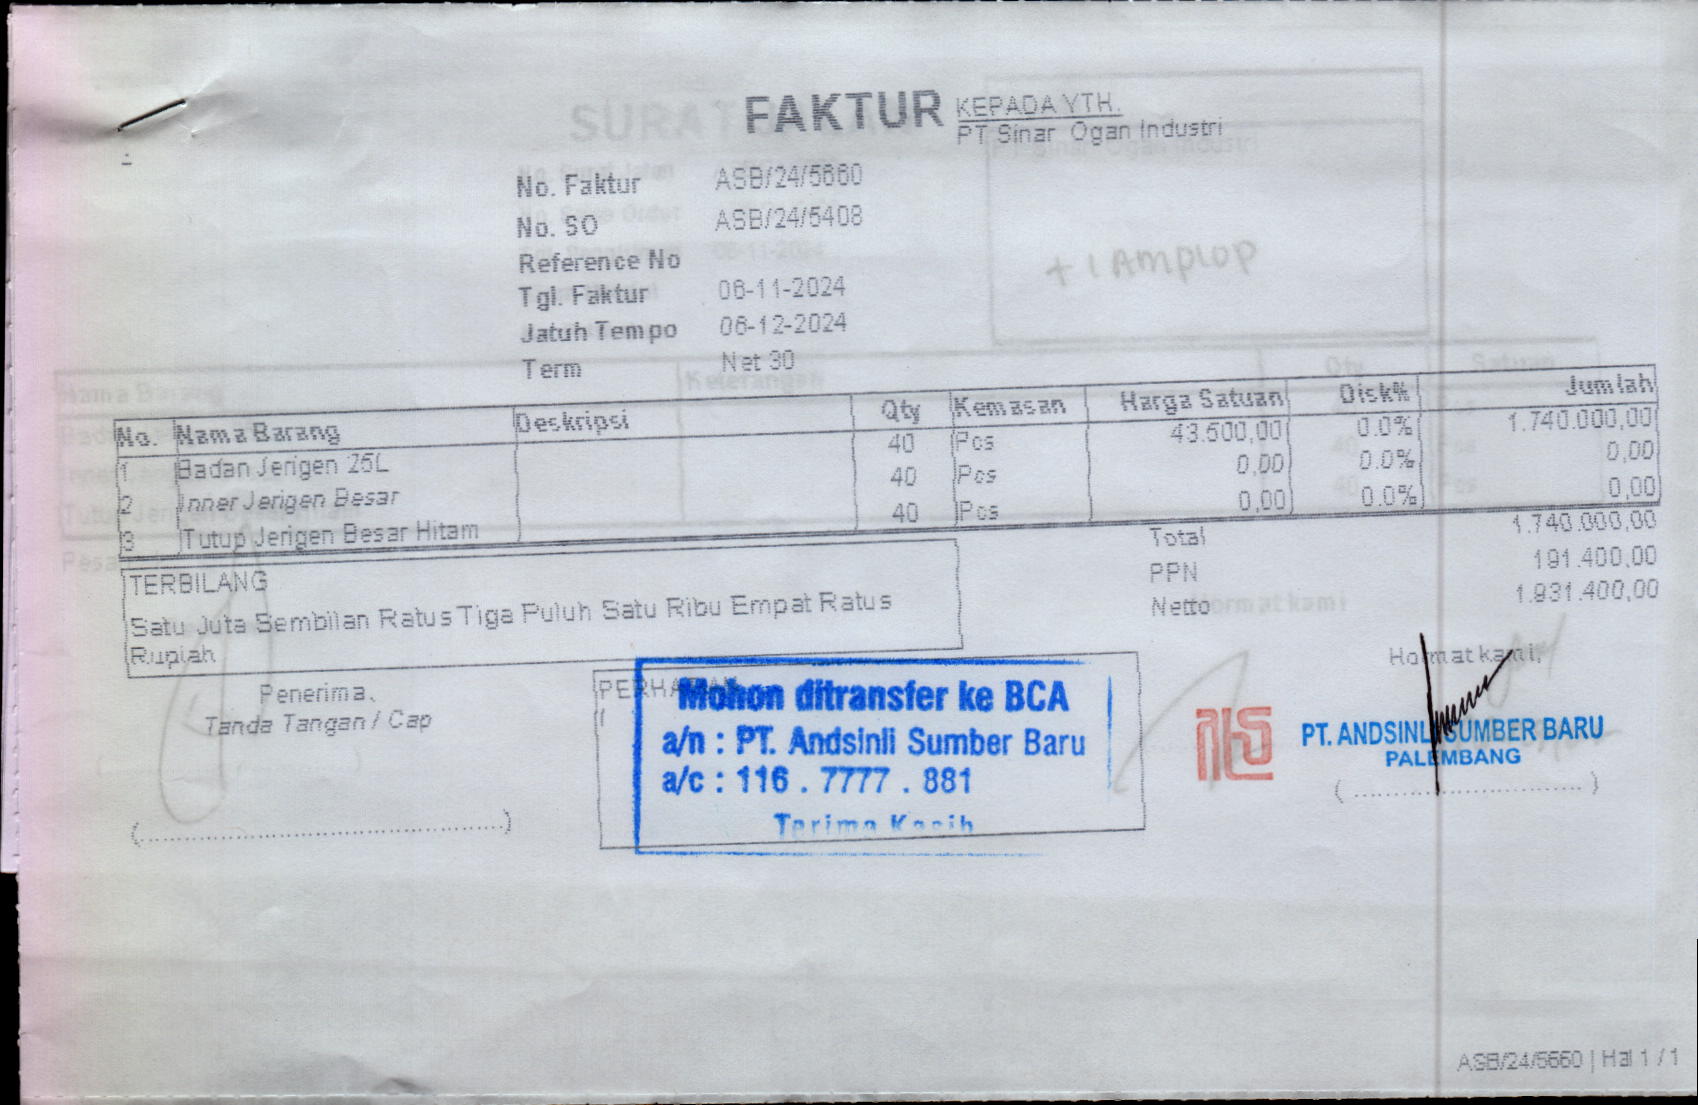 FAKTUR
KEPADA YTH.
PT Sinar Ogan Industri
No. Faktur ASB/24/5660
No. SO ASB/24/5408
Reference No
Tgl. Faktur 06-11-2024
Jatuh Tempo 06-12-2024
Term Net 30
+ 1 Amplop
No. Nama Barang Deskripsi Qty Kemasan Harga Satuan Disk% Jumlah
1 Badan Jerigen 25L 40 Pcs 43.500,00 0.0% 1.740.000,00
2 Inner Jerigen Besar 40 Pcs 0,00 0.0% 0,00
3 Tutup Jerigen Besar Hitam 40 Pcs 0,00 0.0% 0,00
Total 1.740.000,00
PPN 191.400,00
Netto 1.931.400,00
TERBILANG
Satu Juta Sembilan Ratus Tiga Puluh Satu Ribu Empat Ratus
Rupiah
Penerima,
Tanda Tangan / Cap
(............................................)
Mohon ditransfer ke BCA
a/n : PT. Andsinli Sumber Baru
a/c : 116 . 7777 . 881
Terima Kasih
Hormat kami,
PT. ANDSINLI SUMBER BARU
PALEMBANG
( ............................ )
ASB/24/5660 | Hal 1 / 1